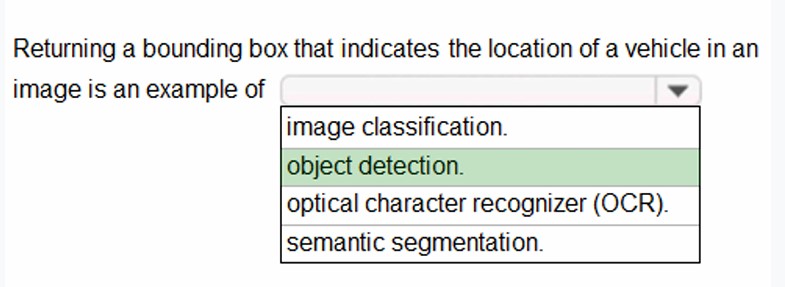 Returning a bounding box that indicates the location of a vehicle in an
image is an example of
image classification.
object detection.
optical character recognizer (OCR).
semantic segmentation.